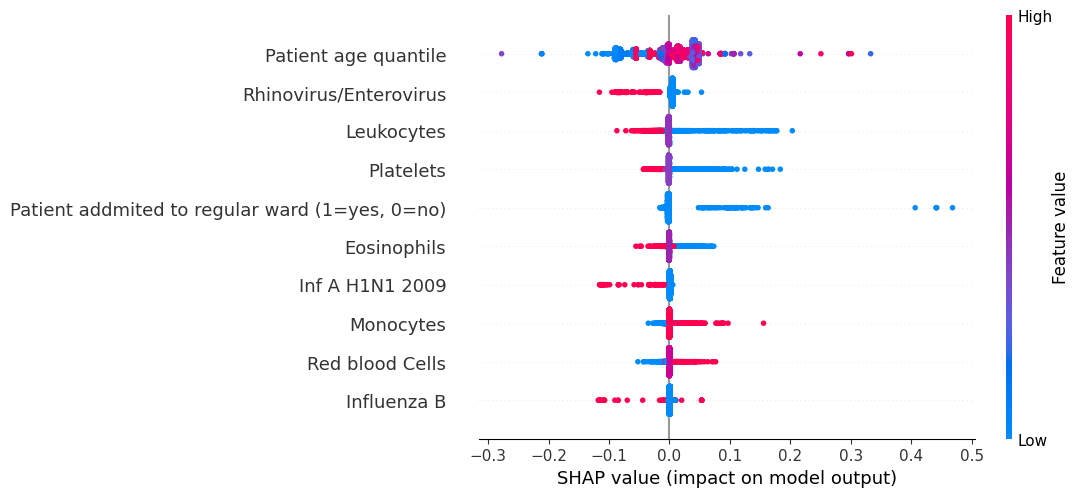 High
Patient age quantile
Rhinovirus/Enterovirus
Leukocytes
Platelets
Patient addmited to regular ward (1=yes, 0=no)
Eosinophils
Inf A H1N1 2009
Monocytes
Red blood Cells
Influenza B
Feature value
Low
−0.3 −0.2 −0.1 0.0 0.1 0.2 0.3 0.4 0.5
SHAP value (impact on model output)